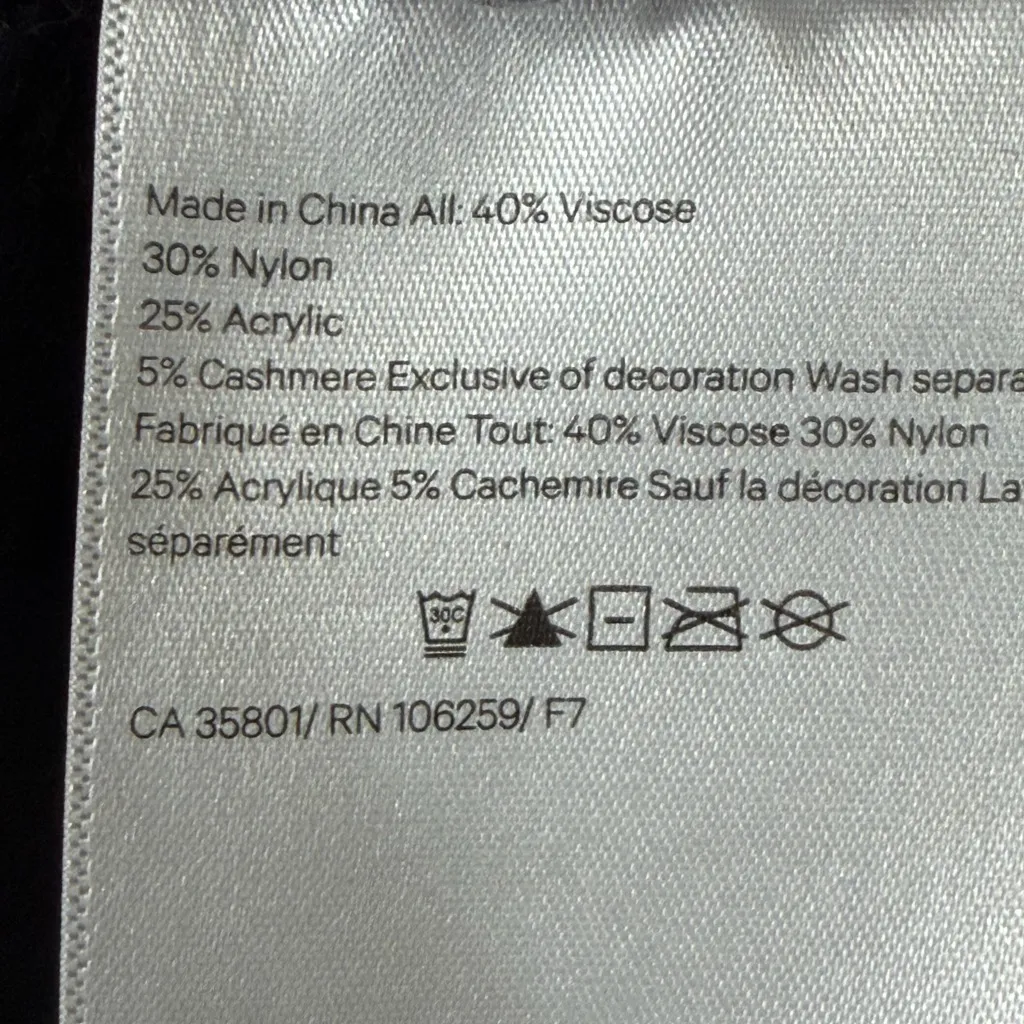 Made in China All: 40% Viscose
30% Nylon
25% Acrylic
5% Cashmere Exclusive of decoration Wash
Fabriqué en Chine Tout: 40% Viscose 30% Nylon
25% Acrylique 5% Cachemire Sauf la décoration
séparément
30C
CA 35801/ RN 106259/ F7